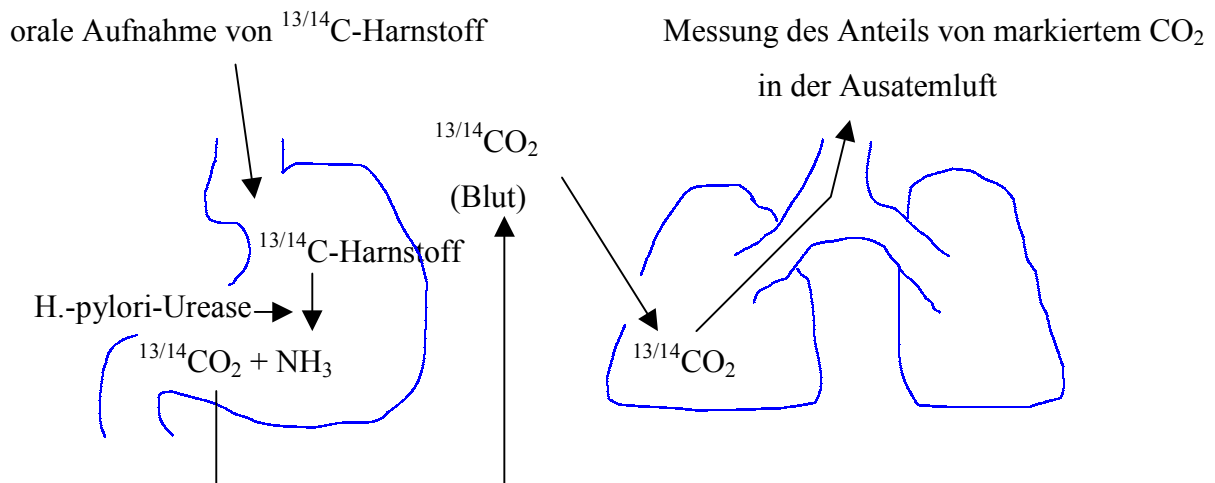 orale Aufnahme von ¹³/¹⁴C-Harnstoff
Messung des Anteils von markiertem CO₂
in der Ausatemluft
¹³/¹⁴CO₂
(Blut)
¹³/¹⁴C-Harnstoff
H.-pylori-Urease
¹³/¹⁴CO₂ + NH₃
¹³/¹⁴CO₂